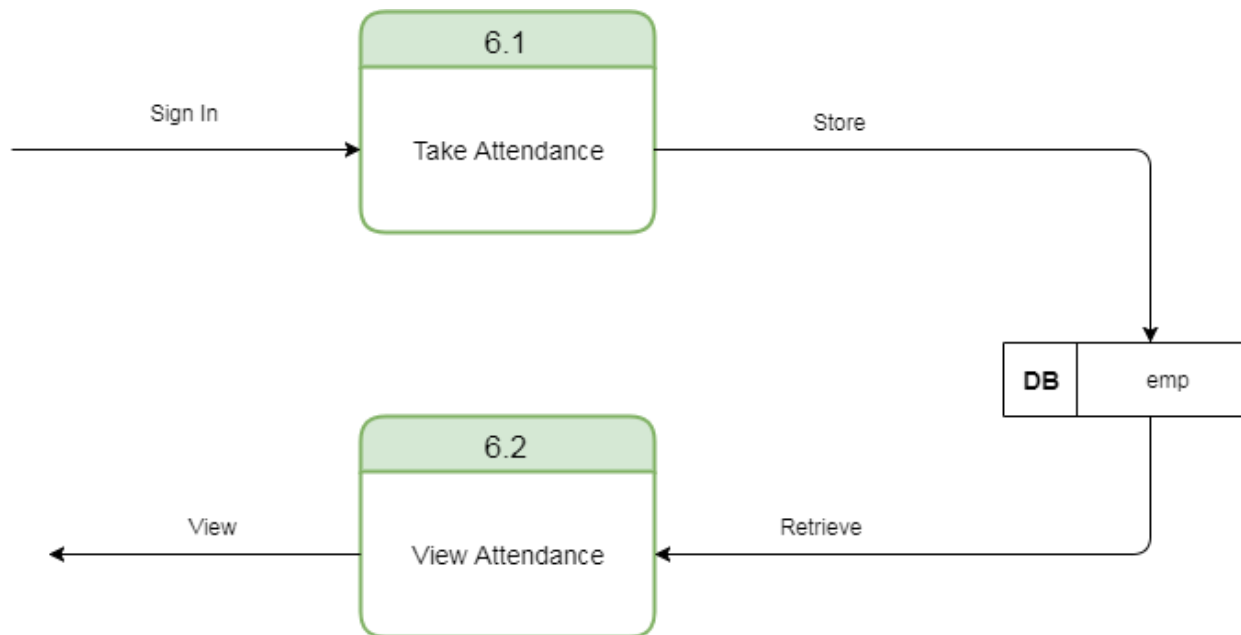 6.1
Sign In
Store
Take Attendance
DB
emp
6.2
View
Retrieve
View Attendance